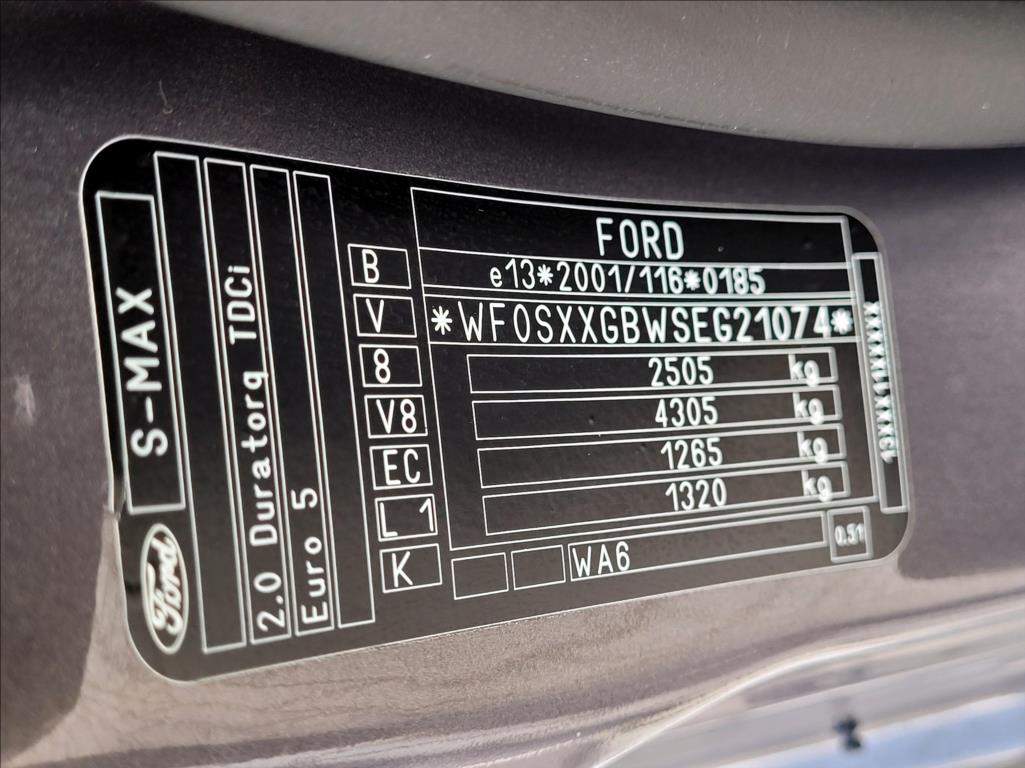 FORD
e13*2001/116*0185
*WF0SXXGBWSEG21074*
2505 kg
4305 kg
1265 kg
1320 kg
WA6
0.51
B
V
8
V8
EC
L 1
K
Euro 5
2.0 Duratorq TDCi
S-MAX
Ford